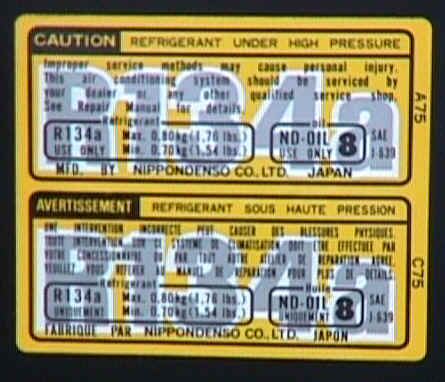 CAUTION REFRIGERANT UNDER HIGH PRESSURE
Improper service methods may cause personal injury.
This air conditioning system should be serviced by
your dealer or any other qualified service shop.
See Repair Manual for details.
R134a
Refrigerant
R134a Max. 0.80kg(1.76 lbs.)
USE ONLY Min. 0.70kg(1.54 lbs.)
Oil
ND-OIL 8
USE ONLY
SAE
J-639
MFD. BY NIPPONDENSO CO., LTD. JAPAN
A75
AVERTISSEMENT REFRIGERANT SOUS HAUTE PRESSION
UNE INTERVENTION INCORRECTE PEUT CAUSER DES BLESSURES PHYSIQUES.
TOUTE INTERVENTION SYSTEME DE CLIMATISATION DOIT ETRE EFFECTUEE PAR
VOTRE CONCESSIONNAIRE OU PAR TOUT AUTRE ATELIER DE REPARATION AGREE.
VEUILLEZ VOUS REFERER AU MANUEL DE REPARATION POUR PLUS DE DETAILS.
R134a
Refrigerant
R134a Max. 0.80kg(1.76 lbs.)
UNIQUEMENT Min. 0.70kg(1.54 lbs.)
Huile
ND-OIL 8
UNIQUEMENT
SAE
J-639
FABRIQUE PAR NIPPONDENSO CO., LTD. JAPON
C75